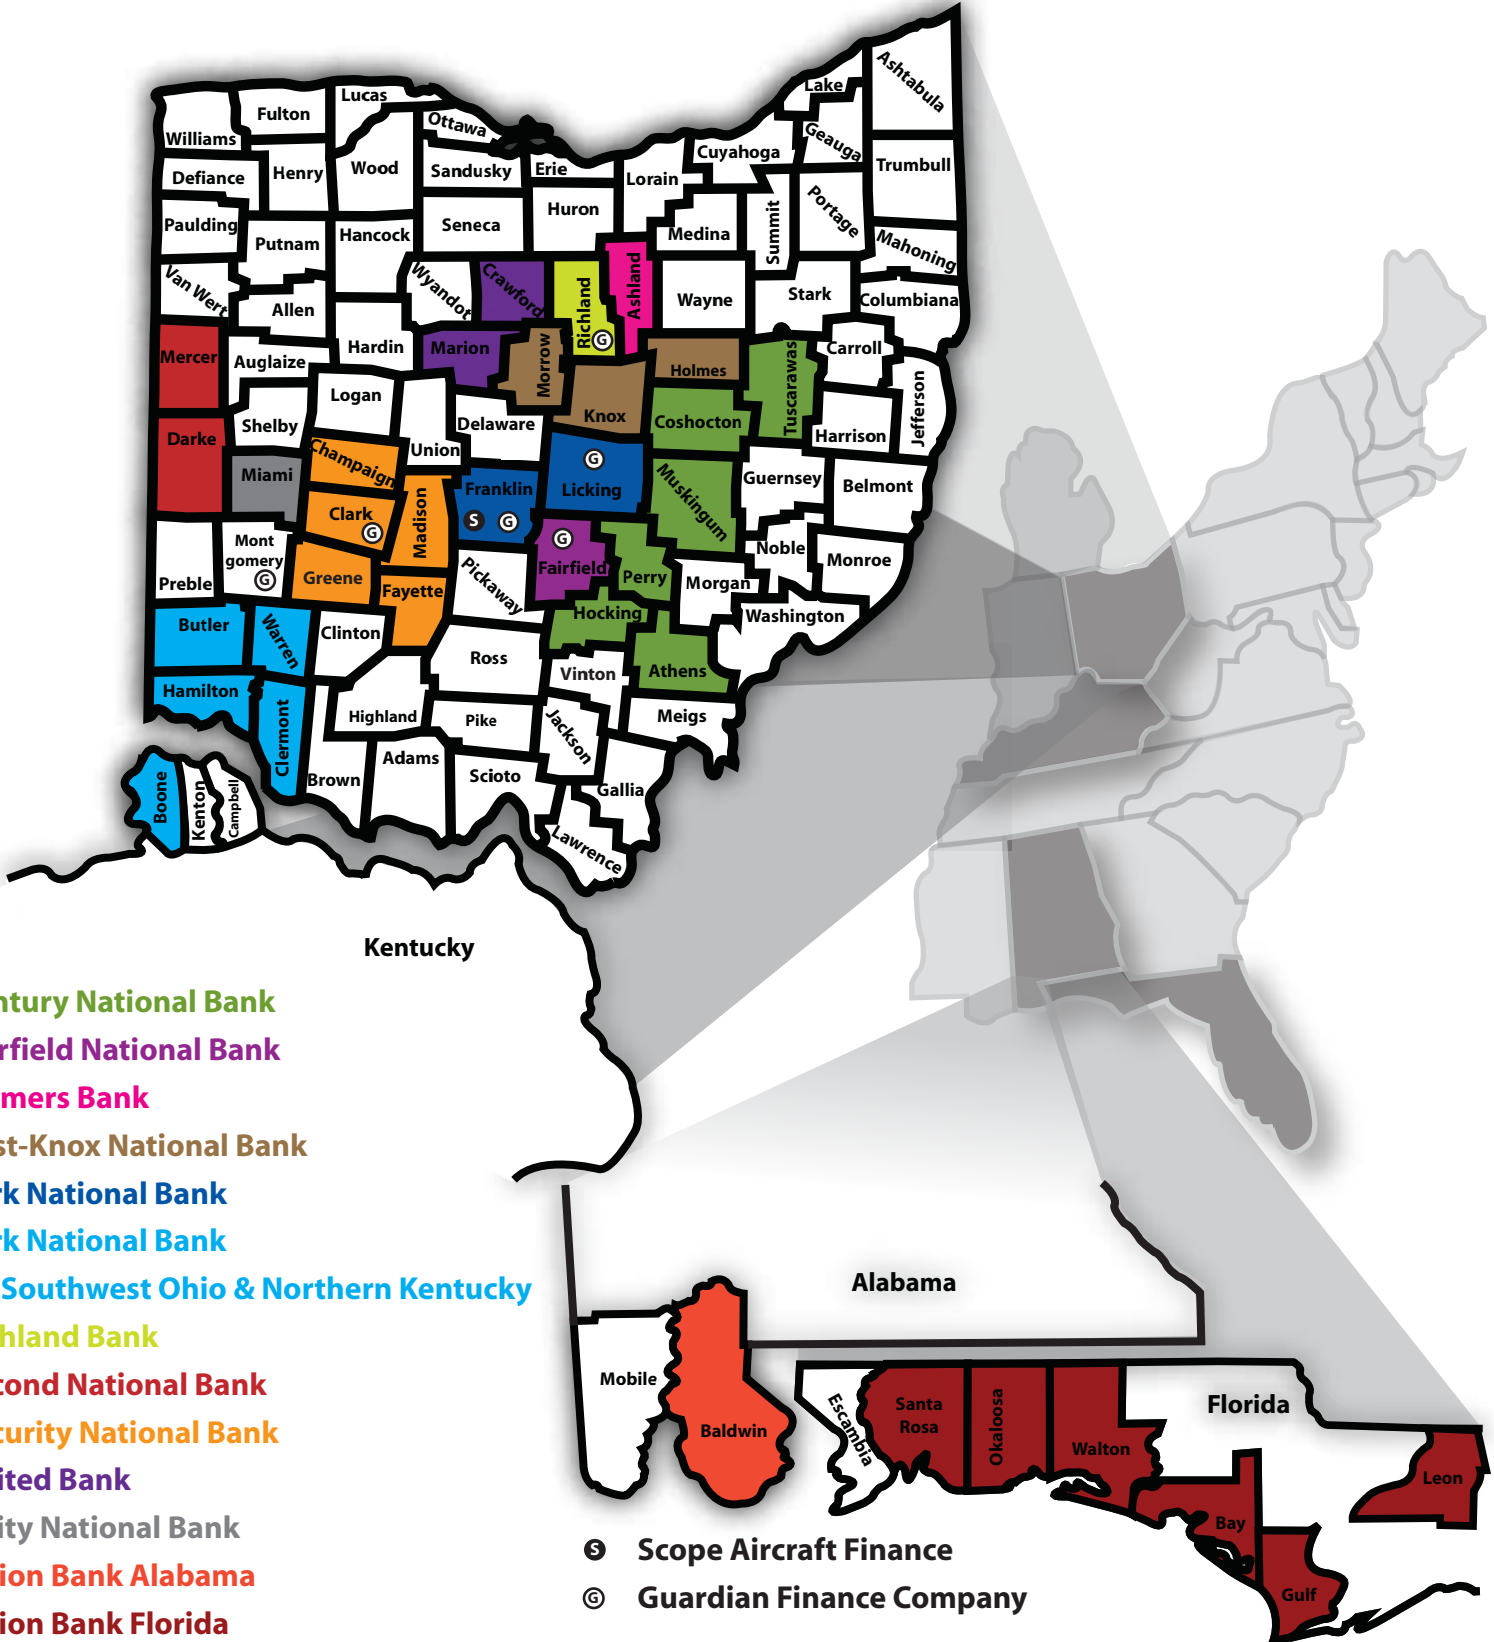 Ashtabula
Lake
Lucas
Fulton
Ottawa
Geauga
Williams
Cuyahoga
Trumbull
Wood
Erie
Sandusky
Henry
Defiance
Lorain
Huron
Portage
Summit
Paulding
Seneca
Medina
Hancock
Putnam
Mahoning
Van Wert
Wyandot
Crawford
Richland
G
Ashland
Wayne
Stark
Columbiana
Allen
Mercer
Auglaize
Hardin
Marion
Morrow
Holmes
Tuscarawas
Carroll
Jefferson
Logan
Knox
Coshocton
Harrison
Shelby
Delaware
Darke
Union
Champaign
Miami
G
Licking
Muskingum
Guernsey
Belmont
Franklin
S G
Clark
G
Madison
Mont
gomery
G
G
Fairfield
Noble
Monroe
Preble
Greene
Fayette
Pickaway
Perry
Morgan
Hocking
Washington
Butler
Warren
Clinton
Ross
Vinton
Athens
Hamilton
Clermont
Highland
Pike
Jackson
Meigs
Brown
Adams
Scioto
Gallia
Boone
Kenton
Campbell
Lawrence
Kentucky
ntury National Bank
rfield National Bank
mers Bank
st-Knox National Bank
rk National Bank
rk National Bank
Southwest Ohio & Northern Kentucky
hland Bank
cond National Bank
curity National Bank
ited Bank
ity National Bank
ion Bank Alabama
ion Bank Florida
Alabama
Mobile
Baldwin
Escambia
Santa
Rosa
Okaloosa
Walton
Florida
Leon
Bay
Gulf
S Scope Aircraft Finance
G Guardian Finance Company